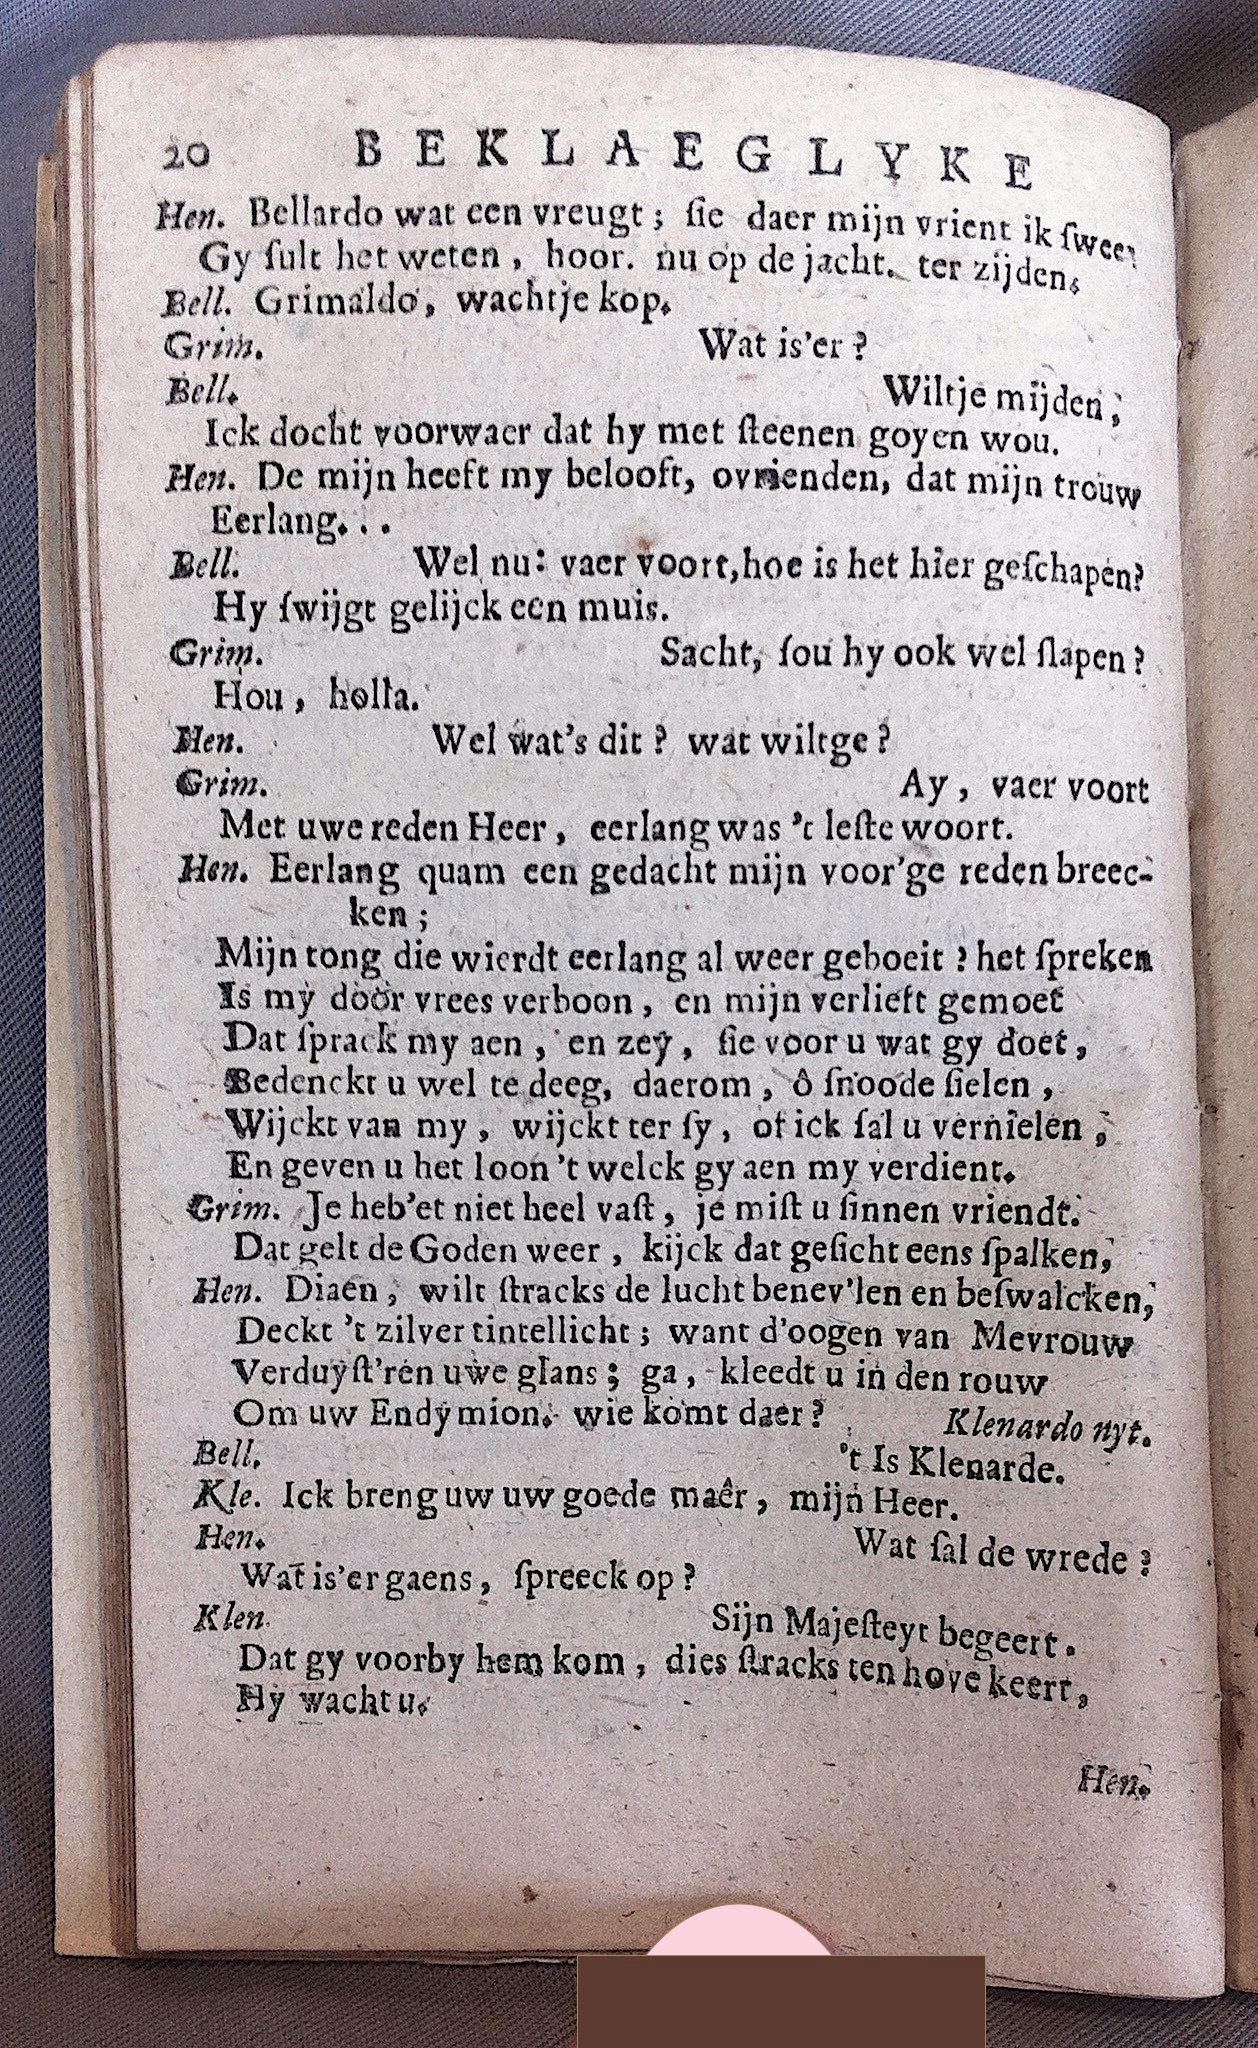 20 BEKLAEGLYKE
Hen. Bellardo wat een vreugt; ſie daer mijn vrient ik
Gy ſult het weten, hoor. nu op de jacht. ter zijden.
Bell. Grimaldo, wachtje kop.
Grim. Wat is'er?
Bell. Wiltje mijden,
Ick docht voorwaer dat hy met ſteenen goyen wou.
Hen. De mijn heeft my belooft, ovrienden, dat mijn trouw
Eerlang...
Bell. Wel nu: vaer voort, hoe is het hier geſchapen?
Hy ſwijgt gelijck een muis.
Grim. Sacht, ſou hy ook wel ſlapen?
Hou, holla.
Hen. Wel wat's dit? wat wiltge?
Grim. Ay, vaer voort
Met uwe reden Heer, eerlang was 't leſte woort.
Hen. Eerlang quam een gedacht mijn voor'ge reden breec-
ken;
Mijn tong die wierdt eerlang al weer geboeit? het ſpreken
Is my door vrees verboon, en mijn verlieft gemoet
Dat ſprack my aen, en zey, ſie voor u wat gy doet,
Bedenckt u wel te deeg, daerom, ô ſnoode ſielen,
Wijckt van my, wijckt ter ſy, of ick ſal u vernielen,
En geven u het loon 't welck gy aen my verdient.
Grim. Je heb'et niet heel vaſt, je miſt u ſinnen vriendt.
Dat gelt de Goden weer, kijck dat geſicht eens ſpalken,
Hen. Diaen, wilt ſtracks de lucht benev'len en beſwalcken,
Deckt 't zilver tintellicht; want d'oogen van Mevrouw
Verduyſt'ren uwe glans; ga, kleedt u in den rouw
Om uw Endymion. wie komt daer? Klenardo uyt.
Bell. 't Is Klenarde.
Kle. Ick breng uw uw goede maêr, mijn Heer.
Hen. Wat ſal de wrede?
Wat is'er gaens, ſpreeck op?
Klen. Sijn Majeſteyt begeert.
Dat gy voorby hem kom, dies ſtracks ten hove keert,
Hy wacht u.
Hen.